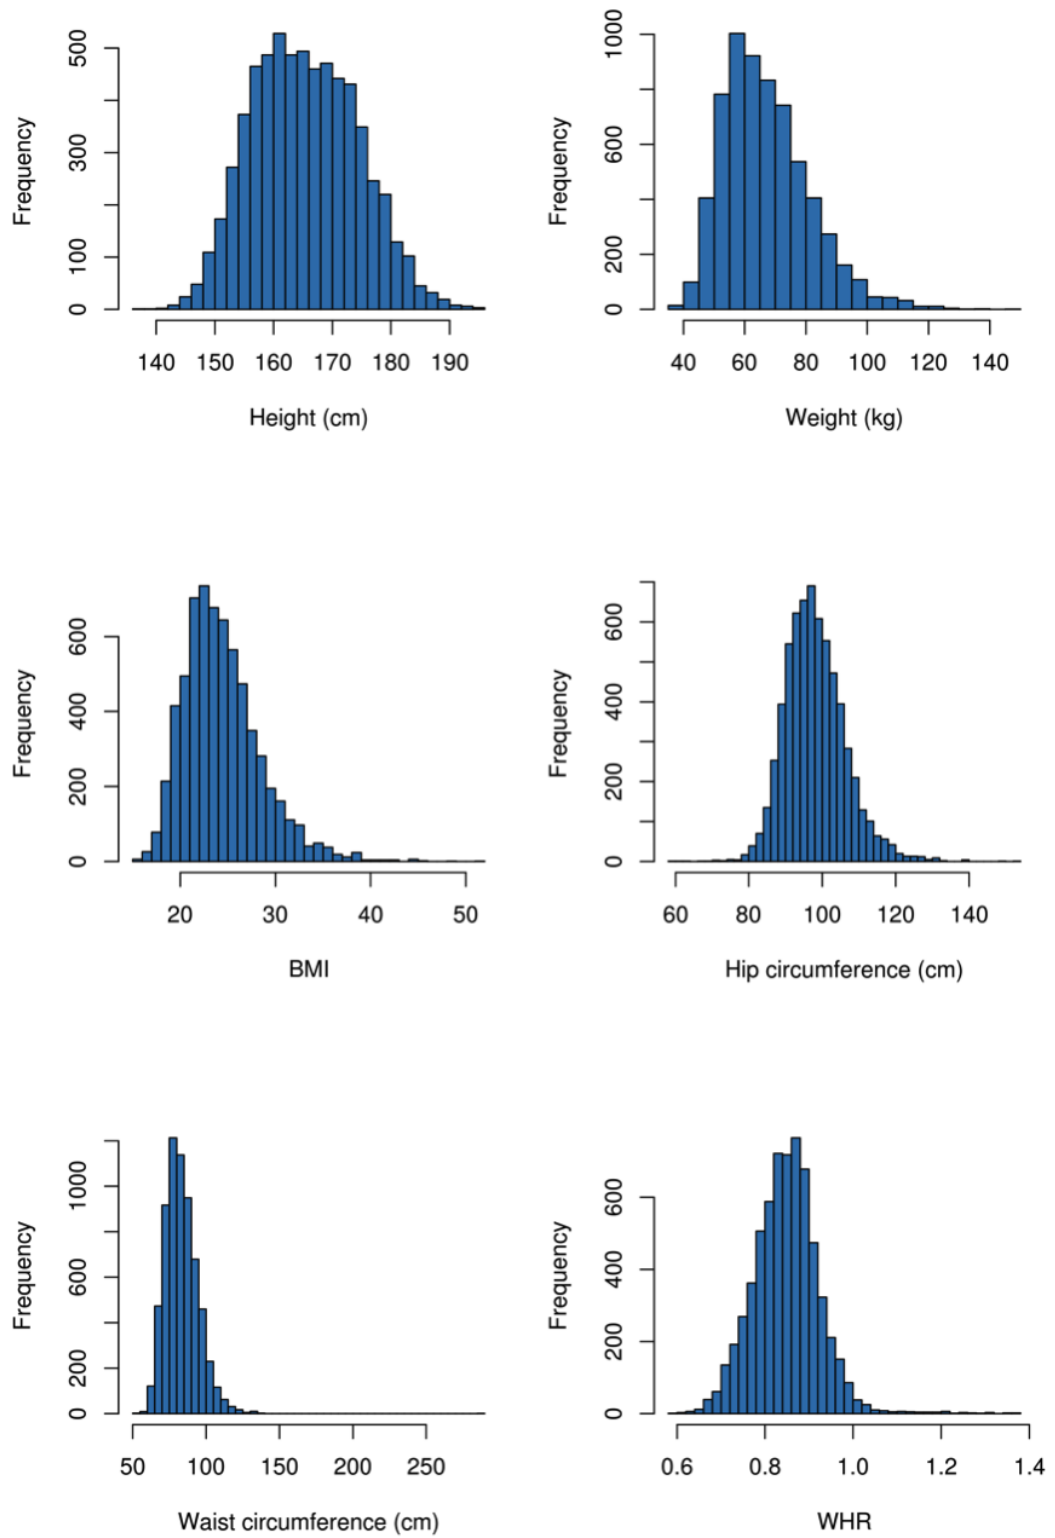 Frequency
500
300
100
0
140 150 160 170 180 190
Height (cm)
Frequency
1000
600
200
0
40 60 80 100 120 140
Weight (kg)
Frequency
600
400
200
0
20 30 40 50
BMI
Frequency
600
400
200
0
60 80 100 120 140
Hip circumference (cm)
Frequency
1000
600
200
0
50 100 150 200 250
Waist circumference (cm)
Frequency
600
400
200
0
0.6 0.8 1.0 1.2 1.4
WHR